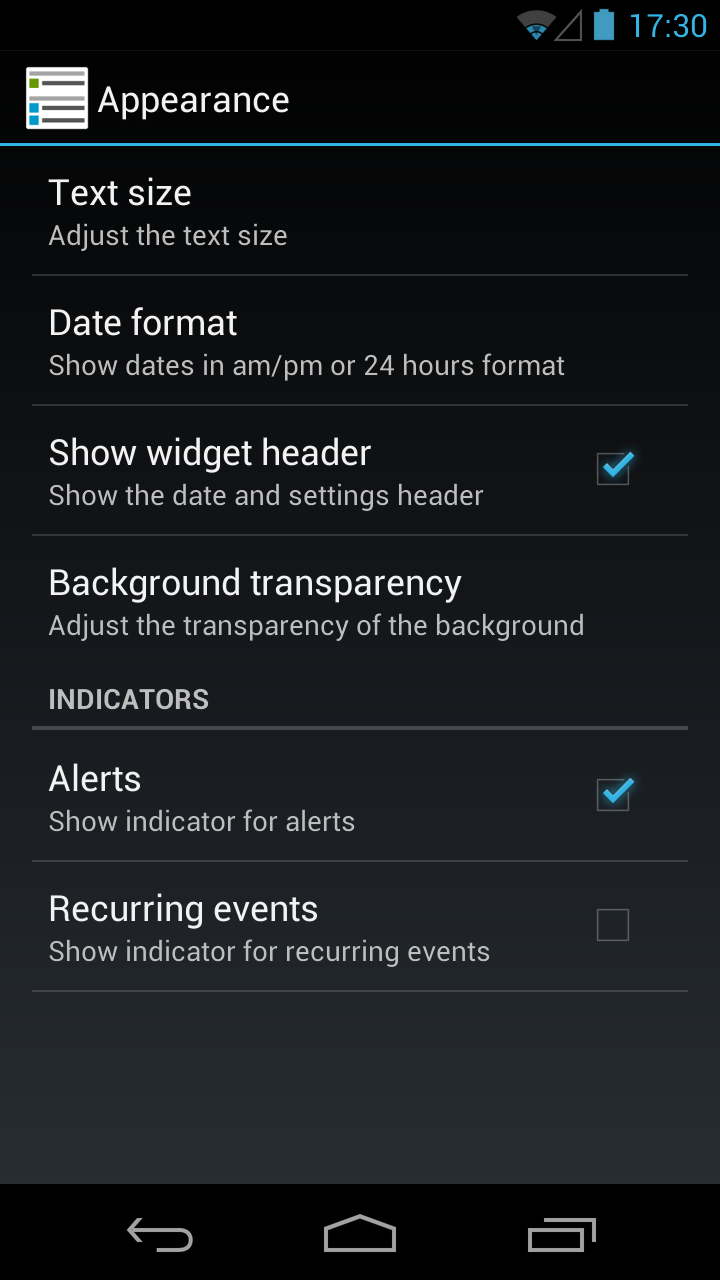 17:30
Appearance
Text size
Adjust the text size
Date format
Show dates in am/pm or 24 hours format
Show widget header
Show the date and settings header
Background transparency
Adjust the transparency of the background
INDICATORS
Alerts
Show indicator for alerts
Recurring events
Show indicator for recurring events